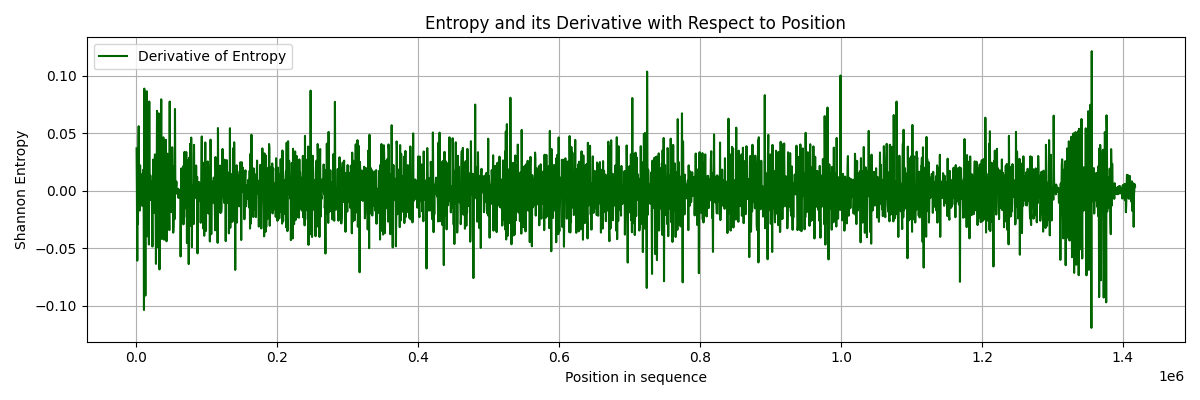 Entropy and its Derivative with Respect to Position
Derivative of Entropy
Shannon Entropy
0.10
0.05
0.00
−0.05
−0.10
0.0 0.2 0.4 0.6 0.8 1.0 1.2 1.4
1e6
Position in sequence